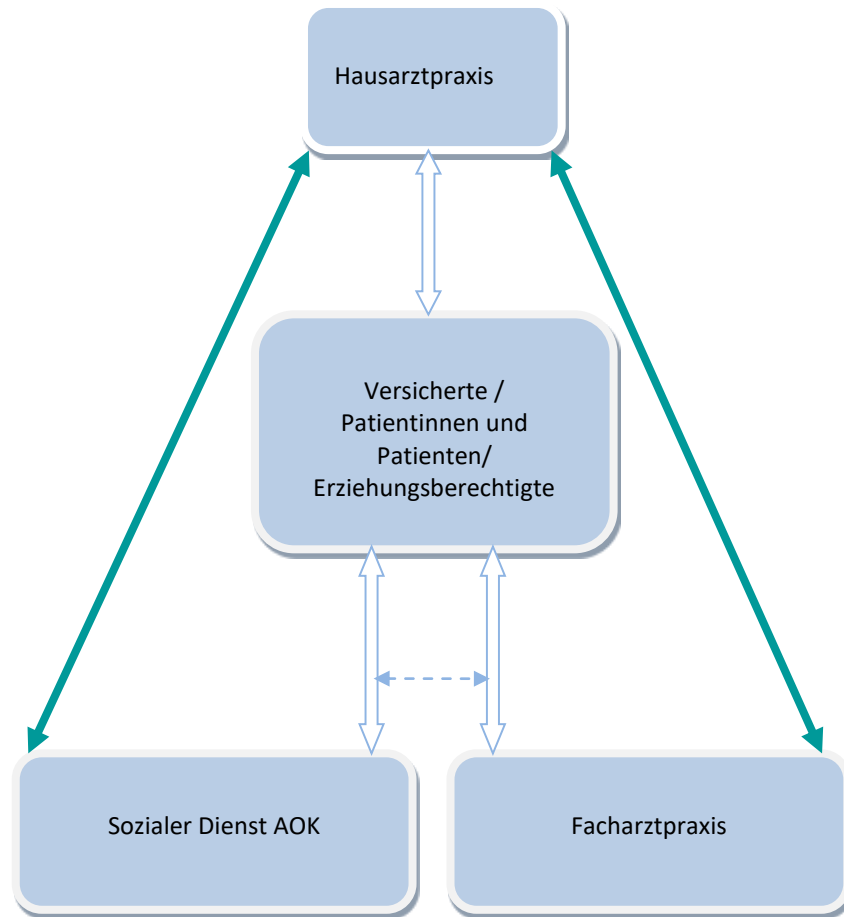 Hausarztpraxis
Versicherte /
Patientinnen und
Patienten/
Erziehungsberechtigte
Sozialer Dienst AOK
Facharztpraxis